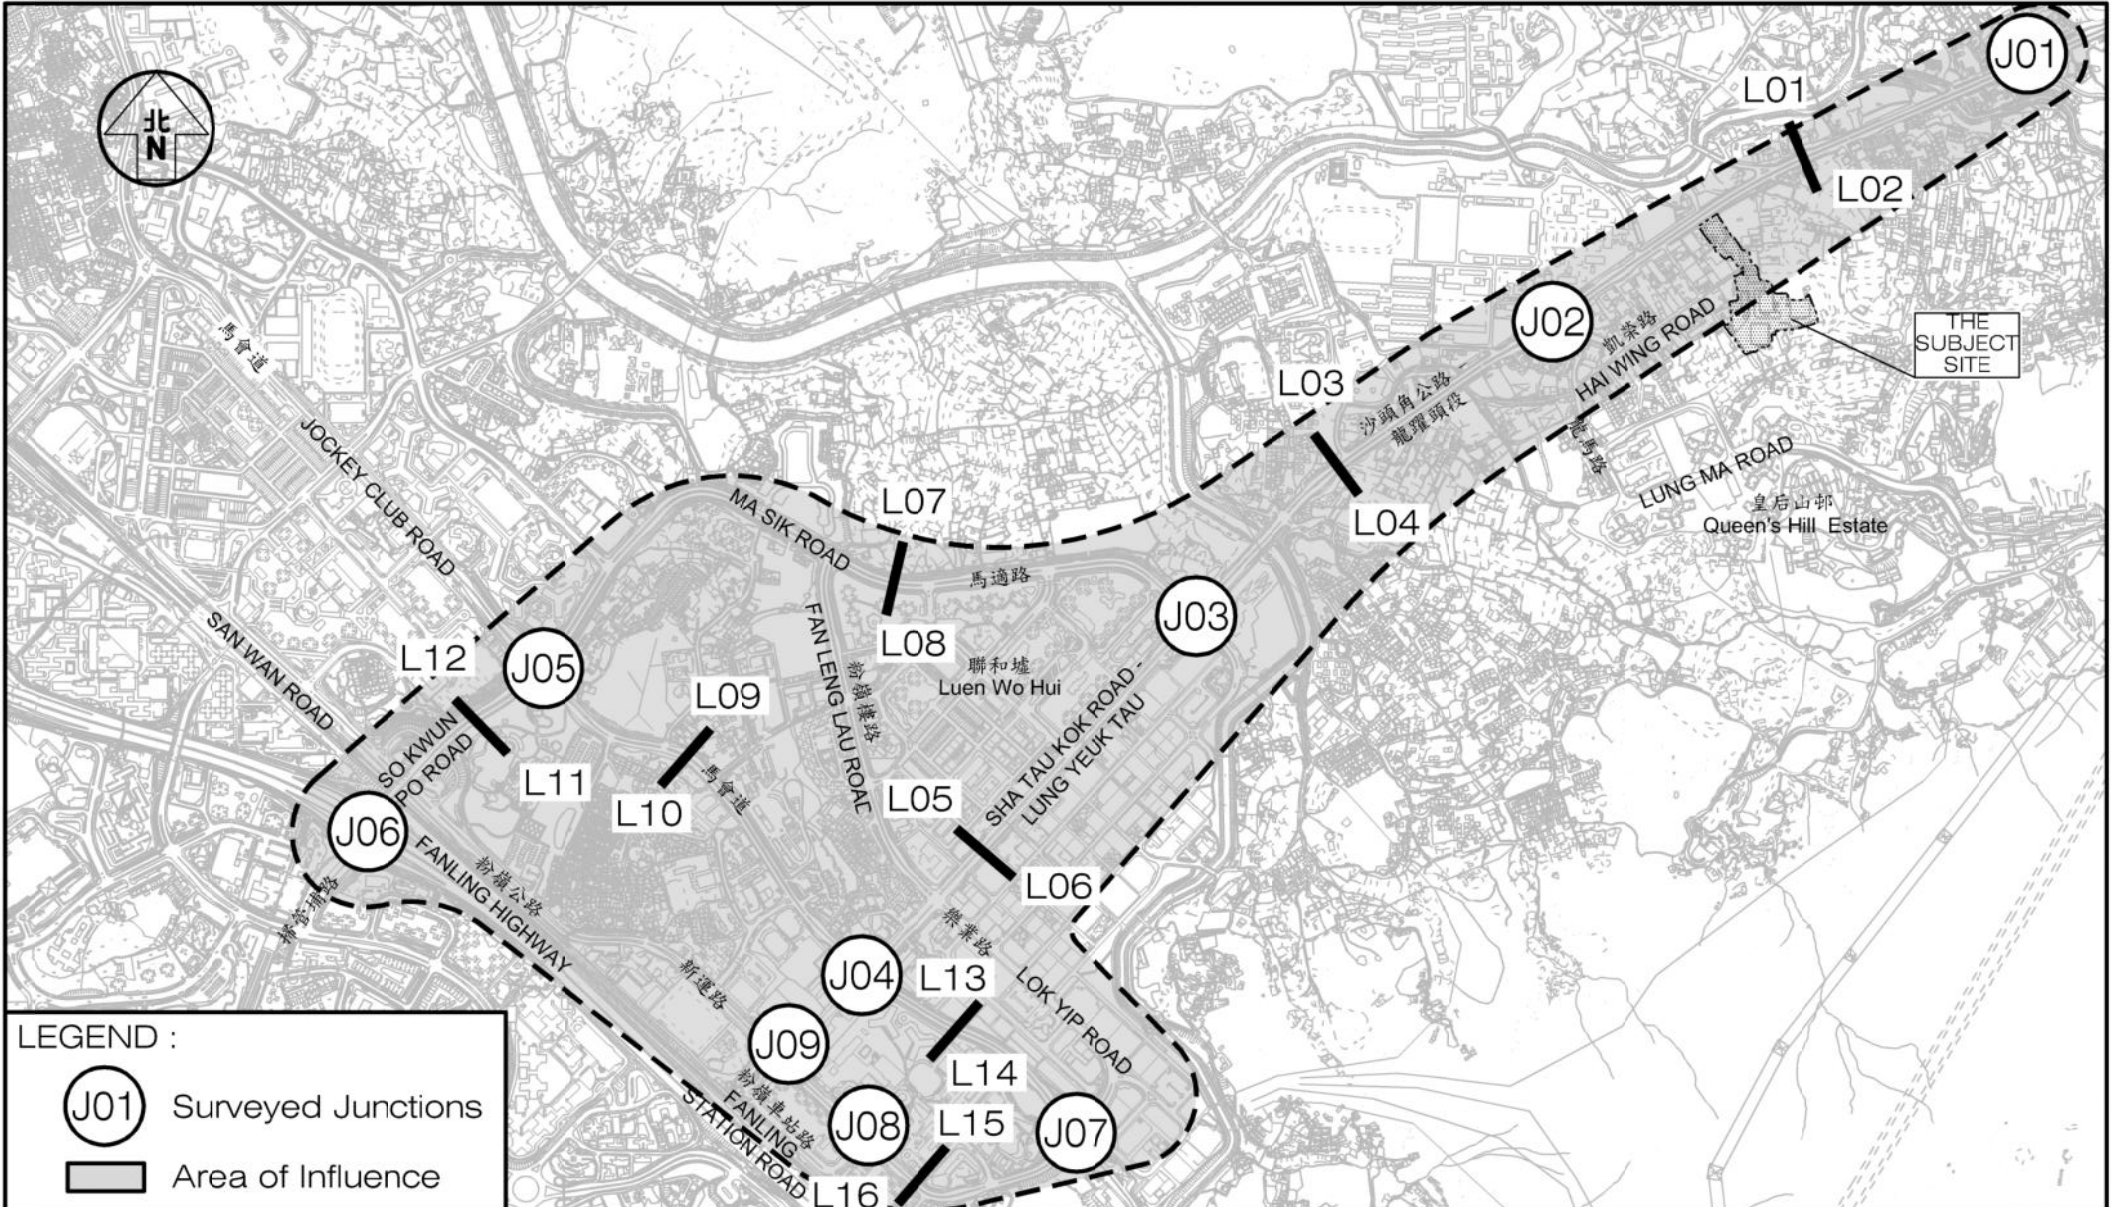 北
N
J01
L01
L02
J02
凱榮路
HAI WING ROAD
THE
SUBJECT
SITE
L03
沙頭角公路 -
龍躍頭段
L04
龍馬路
LUNG MA ROAD
皇后山邨
Queen's Hill Estate
馬會道
JOCKEY CLUB ROAD
MA SIK ROAD
L07
馬適路
L08
FAN LENG LAU ROAD
粉嶺樓路
聯和墟
Luen Wo Hui
J03
SHA TAU KOK ROAD -
LUNG YEUK TAU
SAN WAN ROAD
L12
J05
L09
SO KWUN
PO ROAD
L11
L10
馬會道
L05
L06
J06
粉嶺公路
FANLING HIGHWAY
掃管埔路
新運路
樂業路
LOK YIP ROAD
J04
L13
J09
L14
粉嶺車站路
FANLING
STATION ROAD
J08
L15
J07
L16
LEGEND :
J01 Surveyed Junctions
Area of Influence